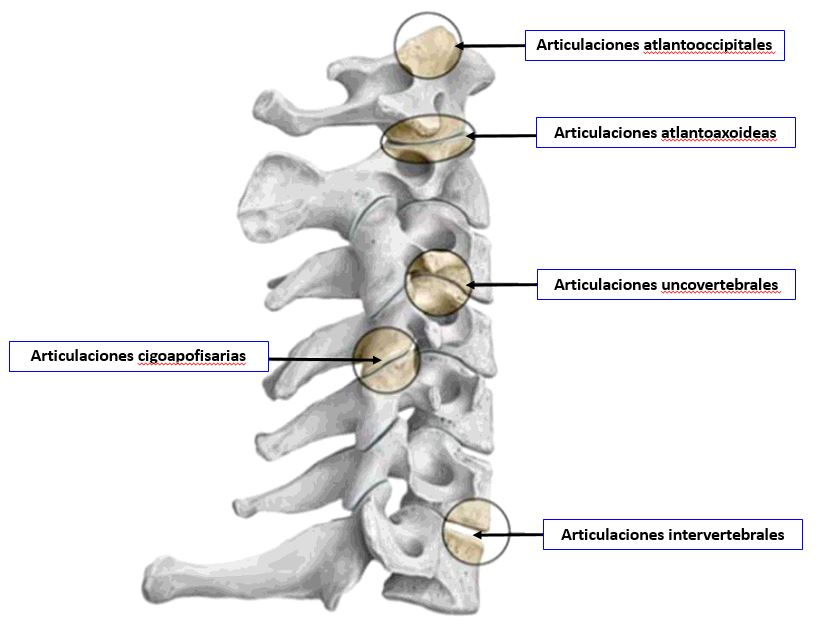 Articulaciones atlantooccipitales
Articulaciones atlantoaxoideas
Articulaciones uncovertebrales
Articulaciones cigoapofisarias
Articulaciones intervertebrales